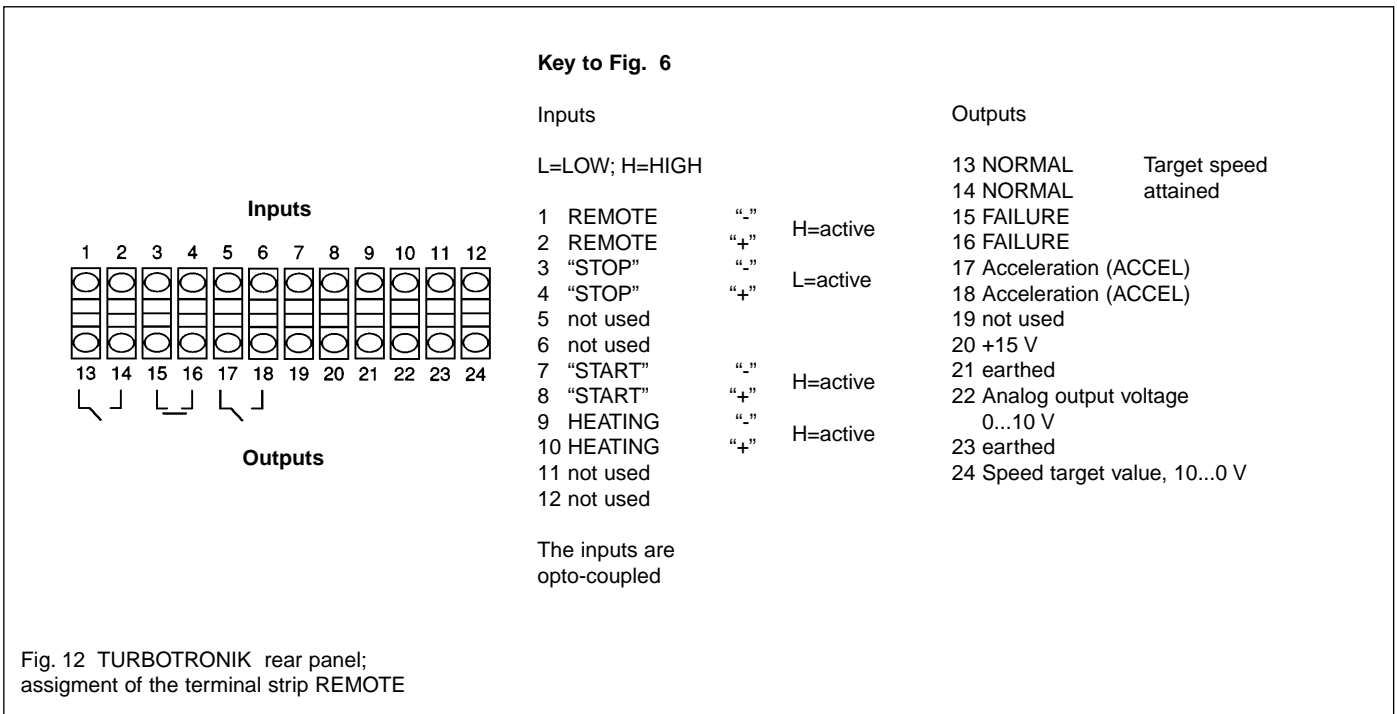 Key to Fig. 6
Inputs
L=LOW; H=HIGH
1 REMOTE "-"
H=active
2 REMOTE "+"
3 "STOP" "-"
L=active
4 "STOP" "+"
5 not used
6 not used
7 "START" "-"
H=active
8 "START" "+"
9 HEATING "-"
H=active
10 HEATING "+"
11 not used
12 not used
The inputs are
opto-coupled
Outputs
13 NORMAL Target speed
14 NORMAL attained
15 FAILURE
16 FAILURE
17 Acceleration (ACCEL)
18 Acceleration (ACCEL)
19 not used
20 +15 V
21 earthed
22 Analog output voltage
0...10 V
23 earthed
24 Speed target value, 10...0 V
Inputs
1 2 3 4 5 6 7 8 9 10 11 12
13 14 15 16 17 18 19 20 21 22 23 24
Outputs
Fig. 12 TURBOTRONIK rear panel;
assigment of the terminal strip REMOTE